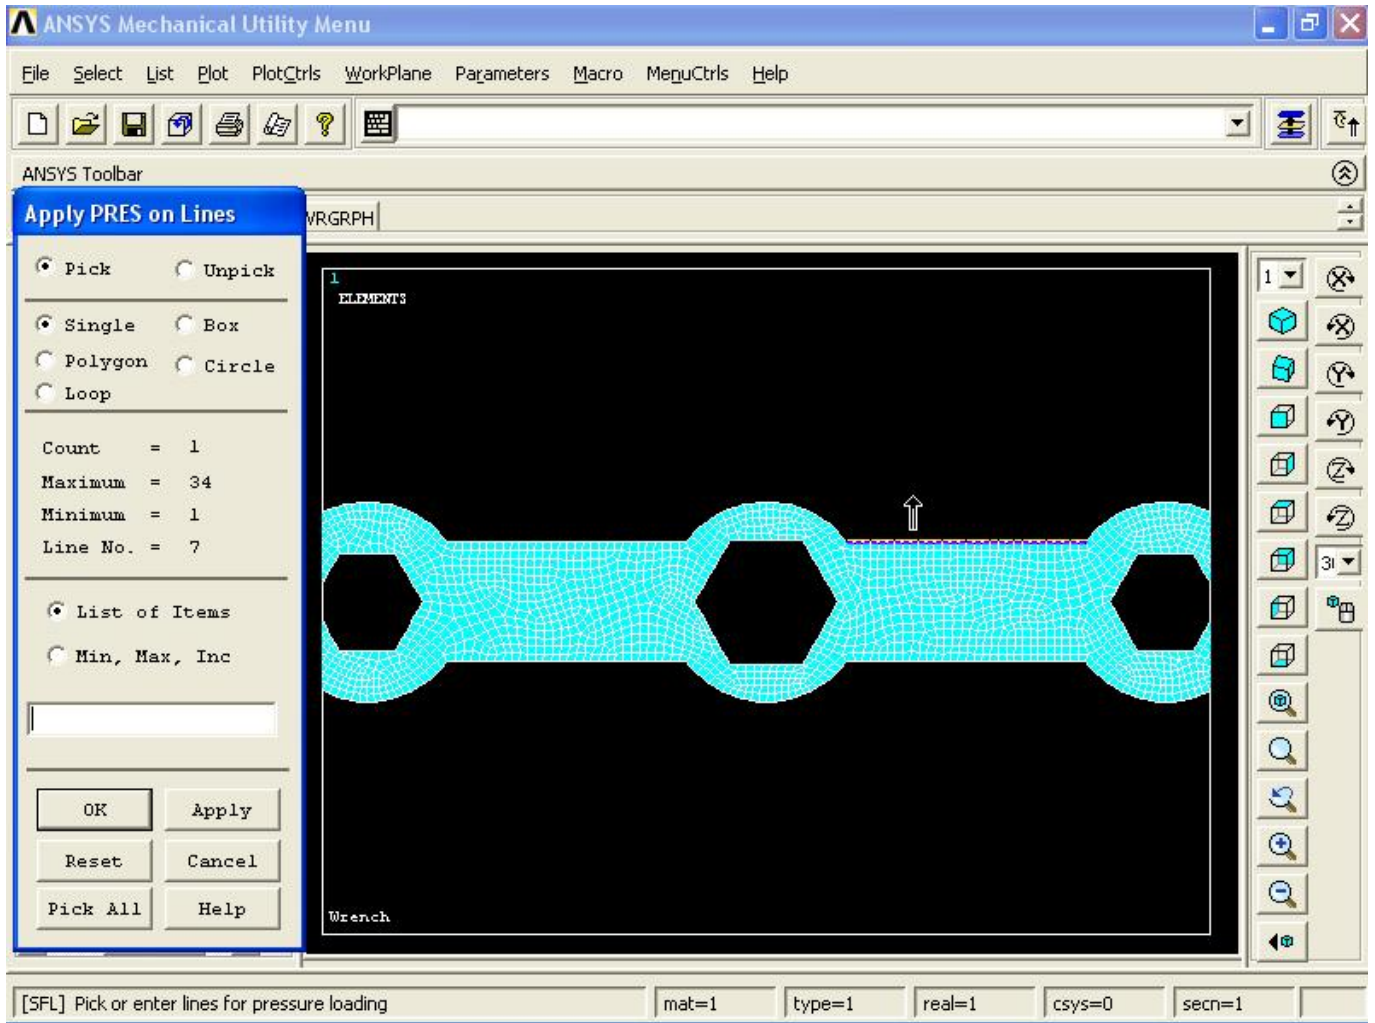 ANSYS Mechanical Utility Menu
File Select List Plot PlotCtrls WorkPlane Parameters Macro MenuCtrls Help
ANSYS Toolbar
Apply PRES on Lines
WRGRPH
Pick Unpick
Single Box
Polygon Circle
Loop
Count = 1
Maximum = 34
Minimum = 1
Line No. = 7
List of Items
Min, Max, Inc
OK Apply
Reset Cancel
Pick All Help
1
ELEMENTS
Wrench
1
[SFL] Pick or enter lines for pressure loading mat=1 type=1 real=1 csys=0 secn=1